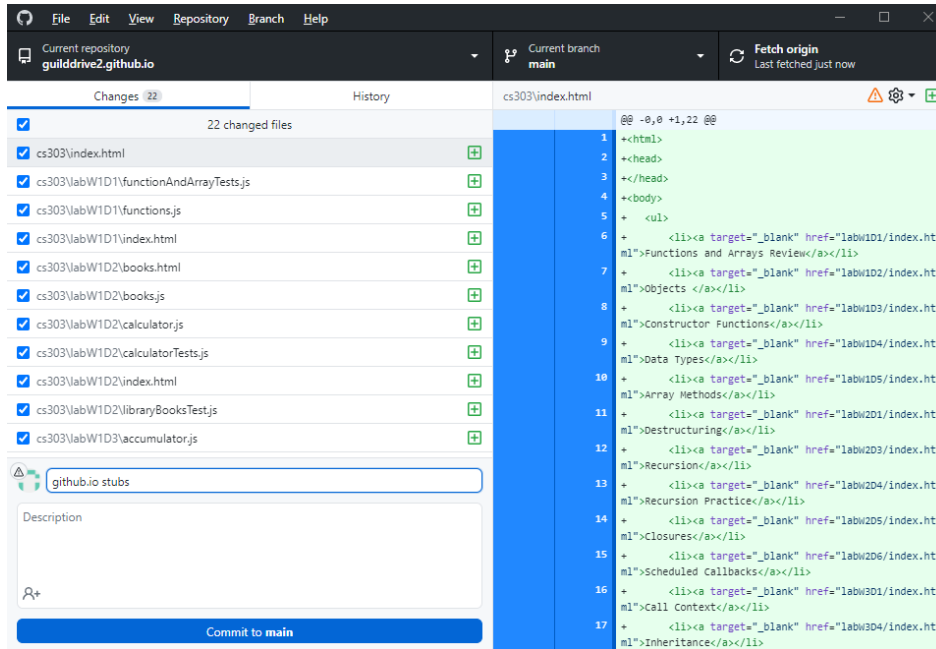 File Edit View Repository Branch Help
Current repository
guilddrive2.github.io
Current branch
main
Fetch origin
Last fetched just now
Changes 22
History
cs303\index.html
22 changed files
cs303\index.html
cs303\labW1D1\functionAndArrayTests.js
cs303\labW1D1\functions.js
cs303\labW1D1\index.html
cs303\labW1D2\books.html
cs303\labW1D2\books.js
cs303\labW1D2\calculator.js
cs303\labW1D2\calculatorTests.js
cs303\labW1D2\index.html
cs303\labW1D2\libraryBooksTest.js
cs303\labW1D3\accumulator.js
github.io stubs
Description
Commit to main
@@ -0,0 +1,22 @@
1 +<html>
2 +<head>
3 +</head>
4 +<body>
5 + <ul>
6 + <li><a target="_blank" href="labW1D1/index.ht
ml">Functions and Arrays Review</a></li>
7 + <li><a target="_blank" href="labW1D2/index.ht
ml">Objects </a></li>
8 + <li><a target="_blank" href="labW1D3/index.ht
ml">Constructor Functions</a></li>
9 + <li><a target="_blank" href="labW1D4/index.ht
ml">Data Types</a></li>
10 + <li><a target="_blank" href="labW1D5/index.ht
ml">Array Methods</a></li>
11 + <li><a target="_blank" href="labW2D1/index.ht
ml">Destructuring</a></li>
12 + <li><a target="_blank" href="labW2D3/index.ht
ml">Recursion</a></li>
13 + <li><a target="_blank" href="labW2D4/index.ht
ml">Recursion Practice</a></li>
14 + <li><a target="_blank" href="labW2D5/index.ht
ml">Closures</a></li>
15 + <li><a target="_blank" href="labW2D6/index.ht
ml">Scheduled Callbacks</a></li>
16 + <li><a target="_blank" href="labW3D1/index.ht
ml">Call Context</a></li>
17 + <li><a target="_blank" href="labW3D4/index.ht
ml">Inheritance</a></li>